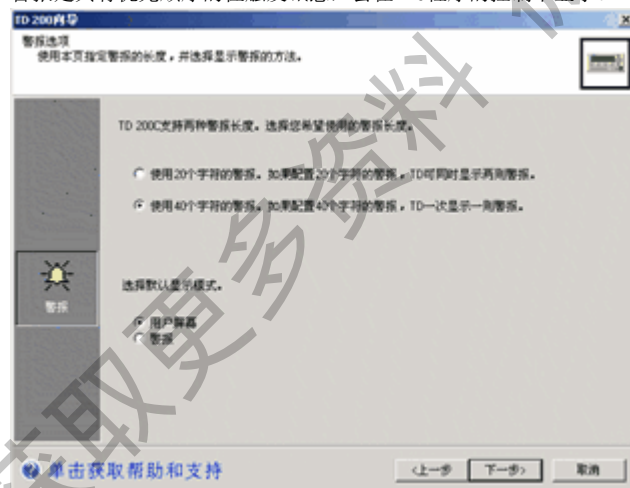 TD 200向导
警报选项
使用本页指定警报的长度，并选择显示警报的方法。
TD 200C支持两种警报长度。选择您希望使用的警报长度。
使用20个字符的警报。如果配置20个字符的警报，TD可同时显示两则警报。
使用40个字符的警报。如果配置40个字符的警报，TD一次显示一则警报。
警报
选择默认显示模式。
用户屏幕
警报
单击获取帮助和支持
<上一步
下一步>
取消
获取更多资料